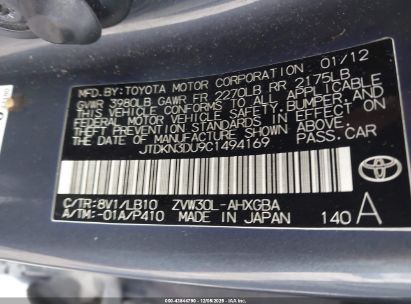 MFD.BY:TOYOTA MOTOR CORPORATION 01/12
GVWR 3980LB GAWR FR 2270LB RR 2175LB
THIS VEHICLE CONFORMS TO ALL APPLICABLE
FEDERAL MOTOR VEHICLE SAFETY, BUMPER AND
THEFT PREVENTION STANDARDS IN EFFECT ON
THE DATE OF MANUFACTURE SHOWN ABOVE.
JTDKN3DU9C1494169 PASS.CAR
C/TR:8V1/LB10 ZVW30L-AHXGBA
A/TM:-01A/P410 MADE IN JAPAN 140 A
TOYOTA